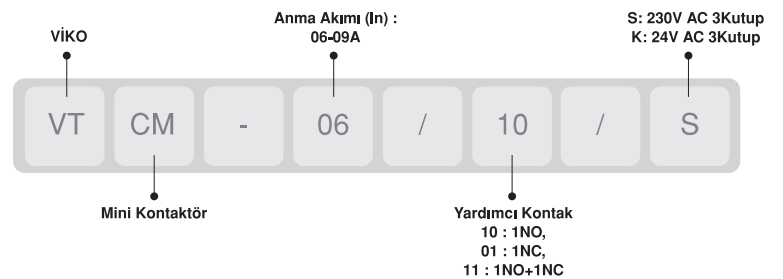 Anma Akımı (In) :
06-09A
S: 230V AC 3Kutup
K: 24V AC 3Kutup
VİKO
VT CM - 06 / 10 / S
Mini Kontaktör
Yardımcı Kontak
10 : 1NO,
01 : 1NC,
11 : 1NO+1NC